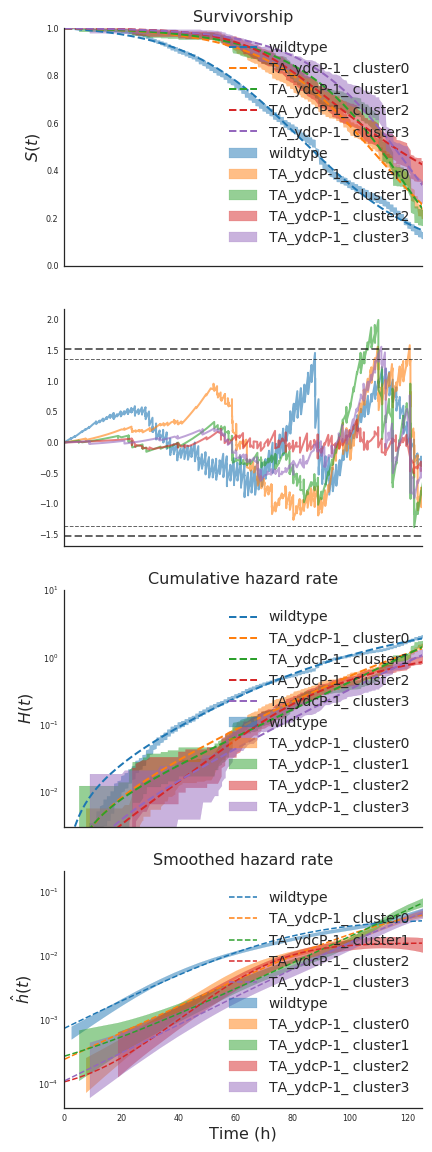 Survivorship
1.0
0.8
0.6
0.4
0.2
0.0
S(t)
wildtype
TA_ydcP-1_ cluster0
TA_ydcP-1_ cluster1
TA_ydcP-1_ cluster2
TA_ydcP-1_ cluster3
wildtype
TA_ydcP-1_ cluster0
TA_ydcP-1_ cluster1
TA_ydcP-1_ cluster2
TA_ydcP-1_ cluster3
2.0
1.5
1.0
0.5
0.0
−0.5
−1.0
−1.5
Cumulative hazard rate
10¹
10⁰
10⁻¹
10⁻²
H(t)
wildtype
TA_ydcP-1_ cluster0
TA_ydcP-1_ cluster1
TA_ydcP-1_ cluster2
TA_ydcP-1_ cluster3
wildtype
TA_ydcP-1_ cluster0
TA_ydcP-1_ cluster1
TA_ydcP-1_ cluster2
TA_ydcP-1_ cluster3
Smoothed hazard rate
10⁻¹
10⁻²
10⁻³
10⁻⁴
ĥ(t)
wildtype
TA_ydcP-1_ cluster0
TA_ydcP-1_ cluster1
TA_ydcP-1_ cluster2
TA_ydcP-1_ cluster3
wildtype
TA_ydcP-1_ cluster0
TA_ydcP-1_ cluster1
TA_ydcP-1_ cluster2
TA_ydcP-1_ cluster3
0 20 40 60 80 100 120
Time (h)